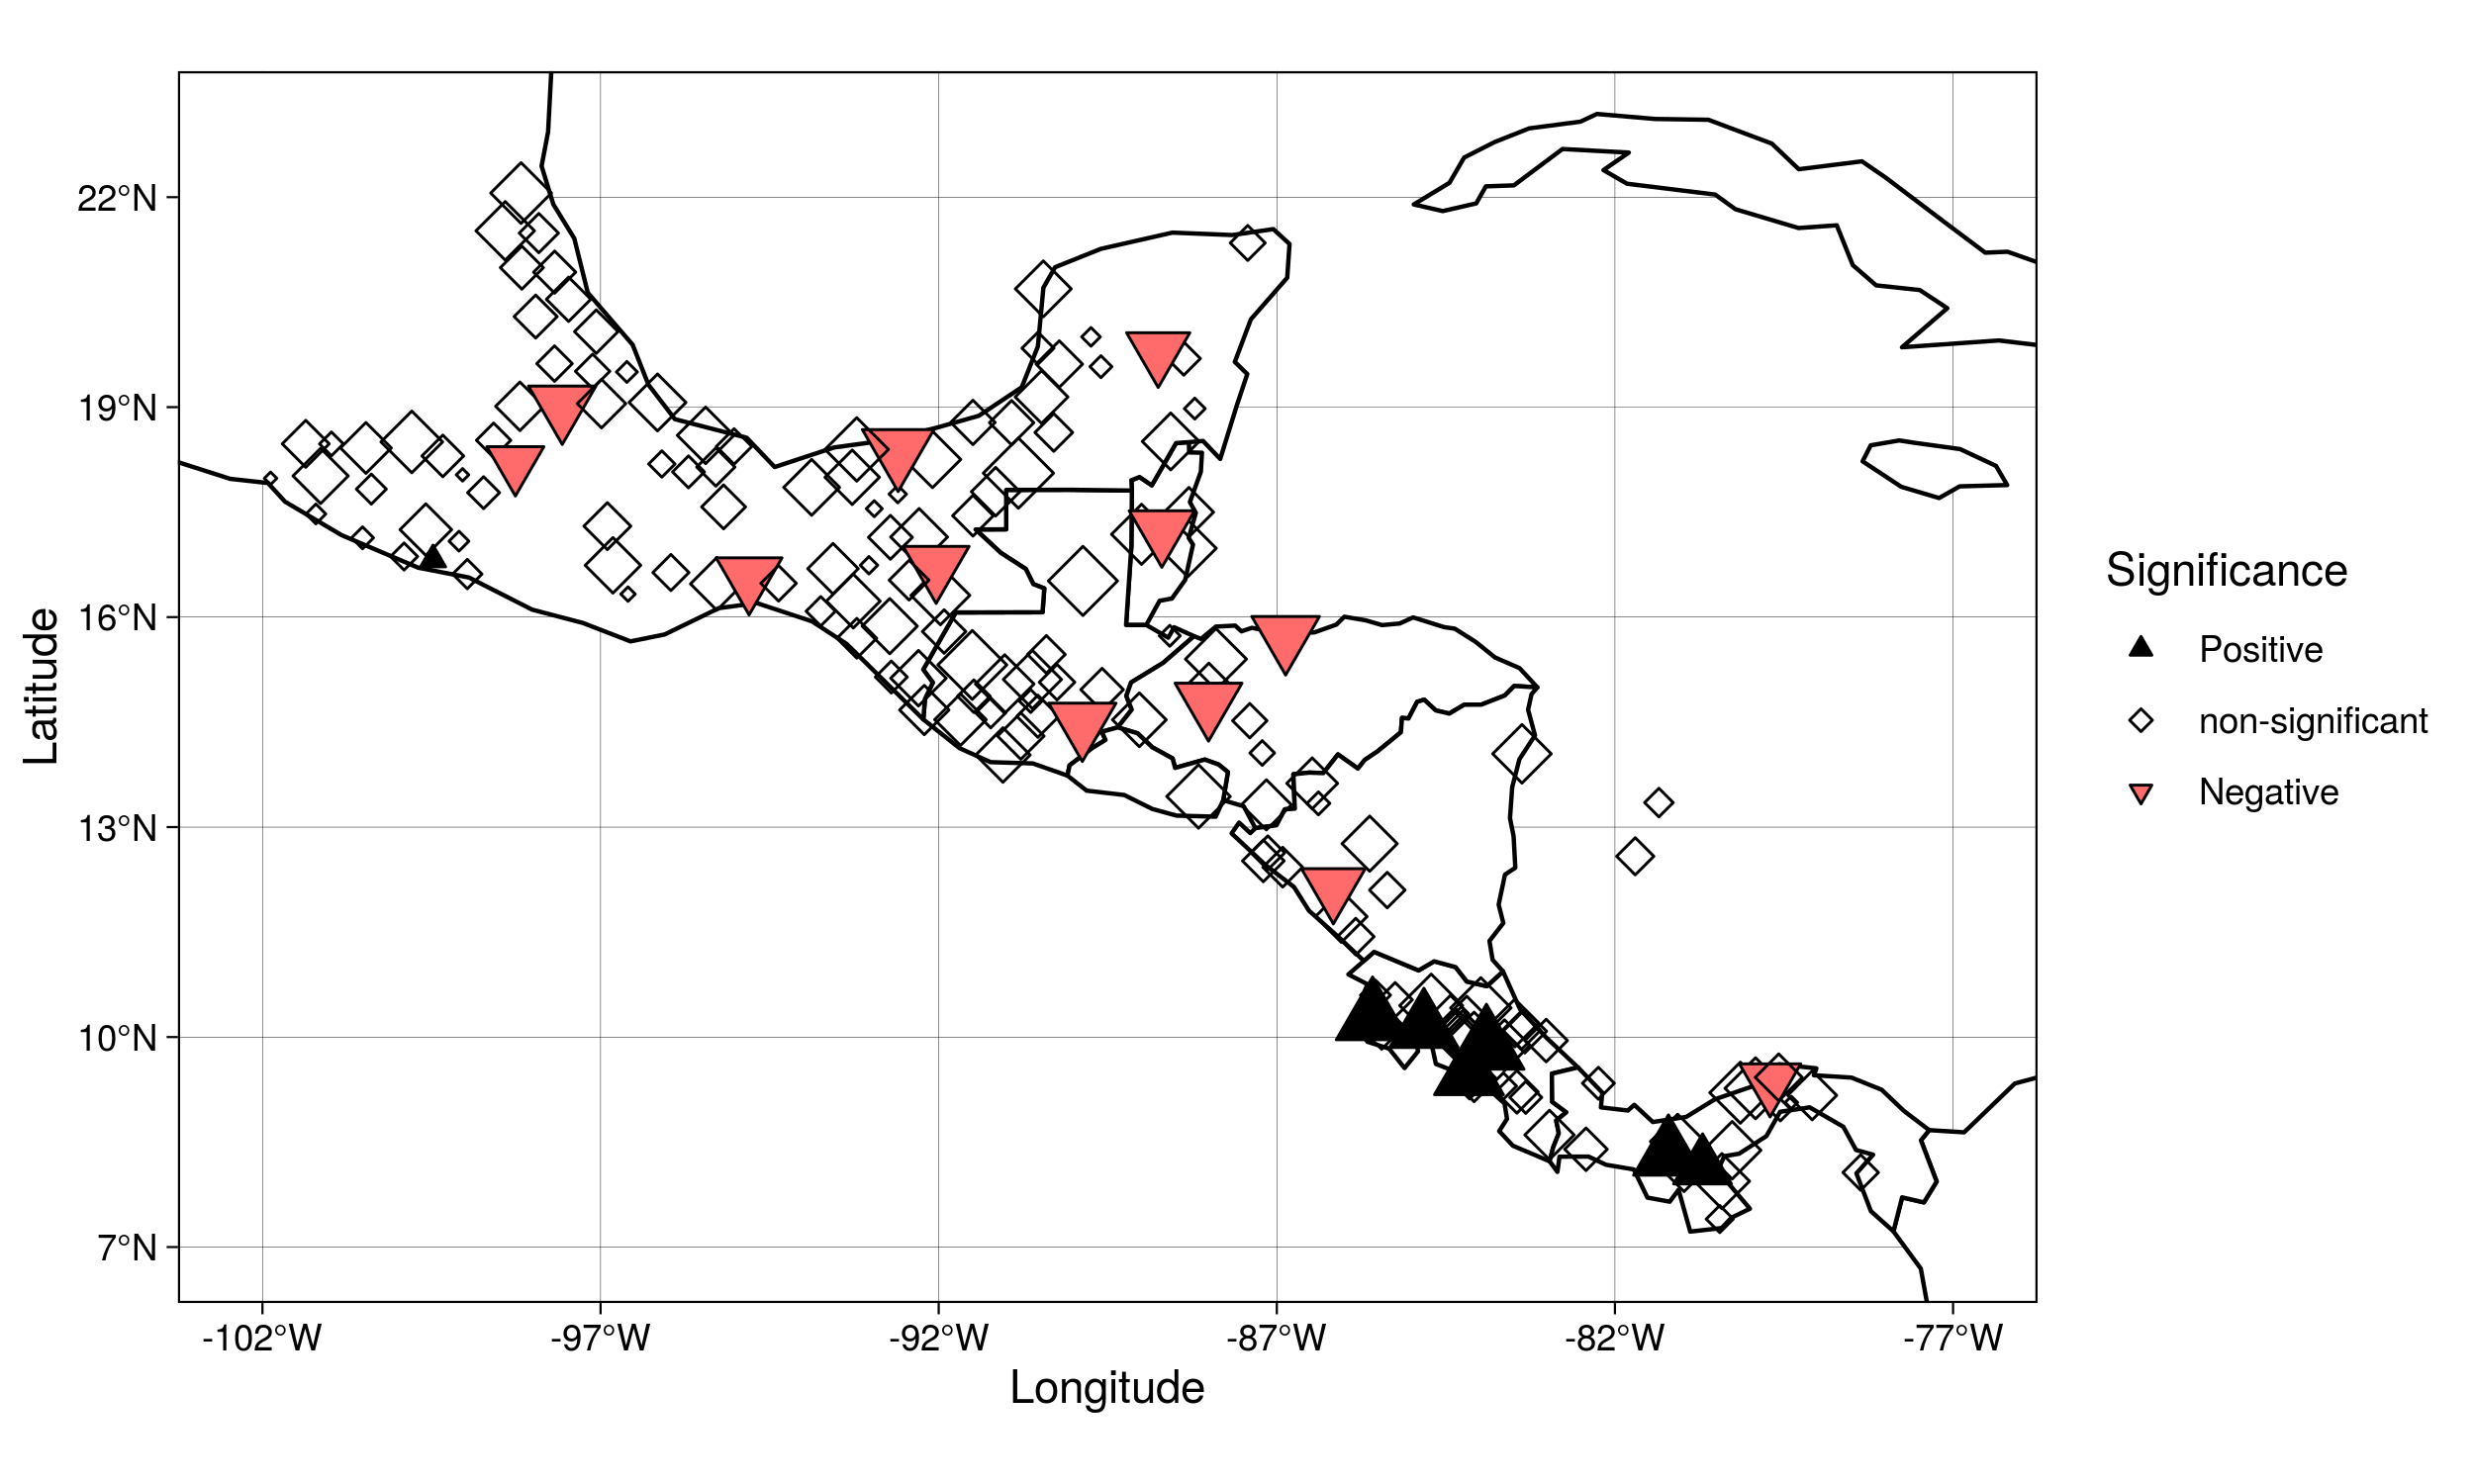 22°N
19°N
16°N
13°N
10°N
7°N
Latitude
-102°W
-97°W
-92°W
-87°W
-82°W
-77°W
Longitude
Significance
Positive
non-significant
Negative